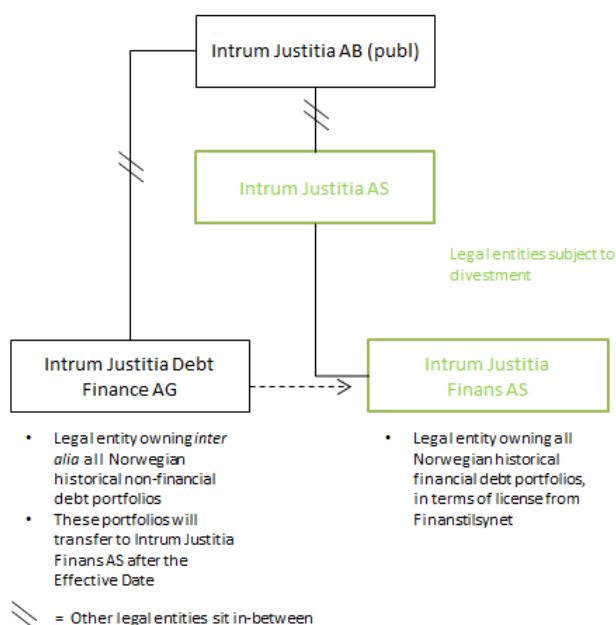 Intrum Justitia AB (publ)
Intrum Justitia AS
Legal entities subject to
divestment
Intrum Justitia Debt
Finance AG
Intrum Justitia
Finans AS
• Legal entity owning inter
alia all Norwegian
historical non-financial
debt portfolios
• These portfolios will
transfer to Intrum Justitia
Finans AS after the
Effective Date
• Legal entity owning all
Norwegian historical
financial debt portfolios,
in terms of license from
Finanstilsynet
= Other legal entities sit in-between